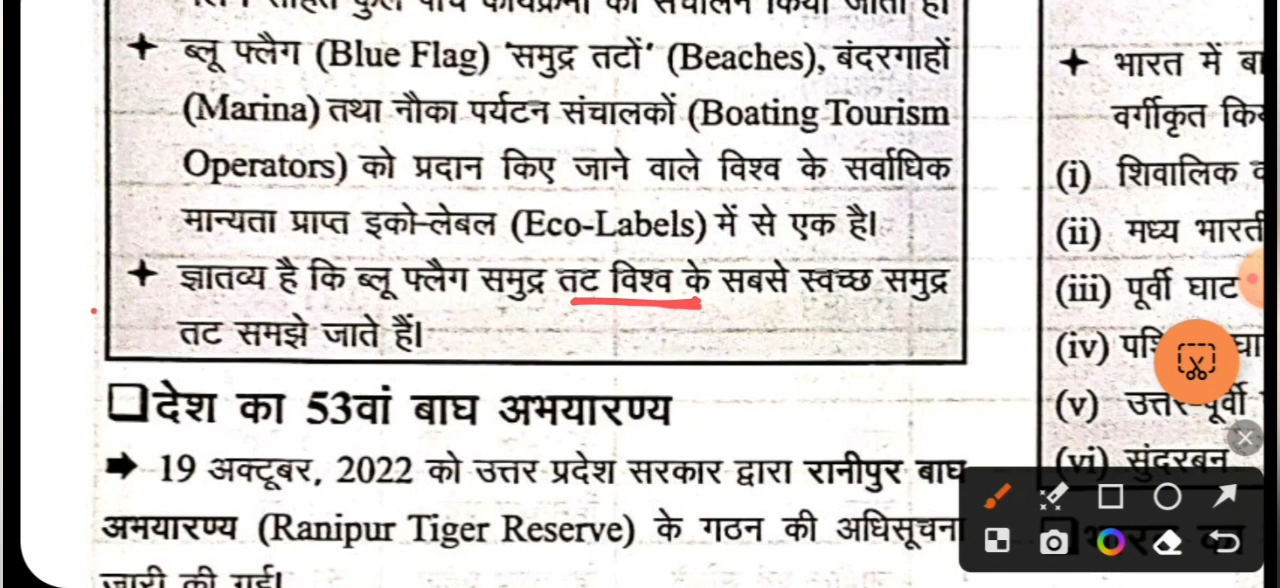 ✦ ब्लू फ्लैग (Blue Flag) 'समुद्र तटों' (Beaches), बंदरगाहों
(Marina) तथा नौका पर्यटन संचालकों (Boating Tourism
Operators) को प्रदान किए जाने वाले विश्व के सर्वाधिक
मान्यता प्राप्त इको-लेबल (Eco-Labels) में से एक है।
✦ ज्ञातव्य है कि ब्लू फ्लैग समुद्र तट विश्व के सबसे स्वच्छ समुद्र
तट समझे जाते हैं।
❑देश का 53वां बाघ अभयारण्य
➡ 19 अक्टूबर, 2022 को उत्तर प्रदेश सरकार द्वारा रानीपुर बाघ
अभयारण्य (Ranipur Tiger Reserve) के गठन की अधिसूचना
जारी की गई।
✦ भारत में
वर्गीकृत
(i) शिवालिक
(ii) मध्य भारती
(iii) पूर्वी घाट
(iv)
(v) उत्तर-पूर्वी
(vi) सुंदरबन